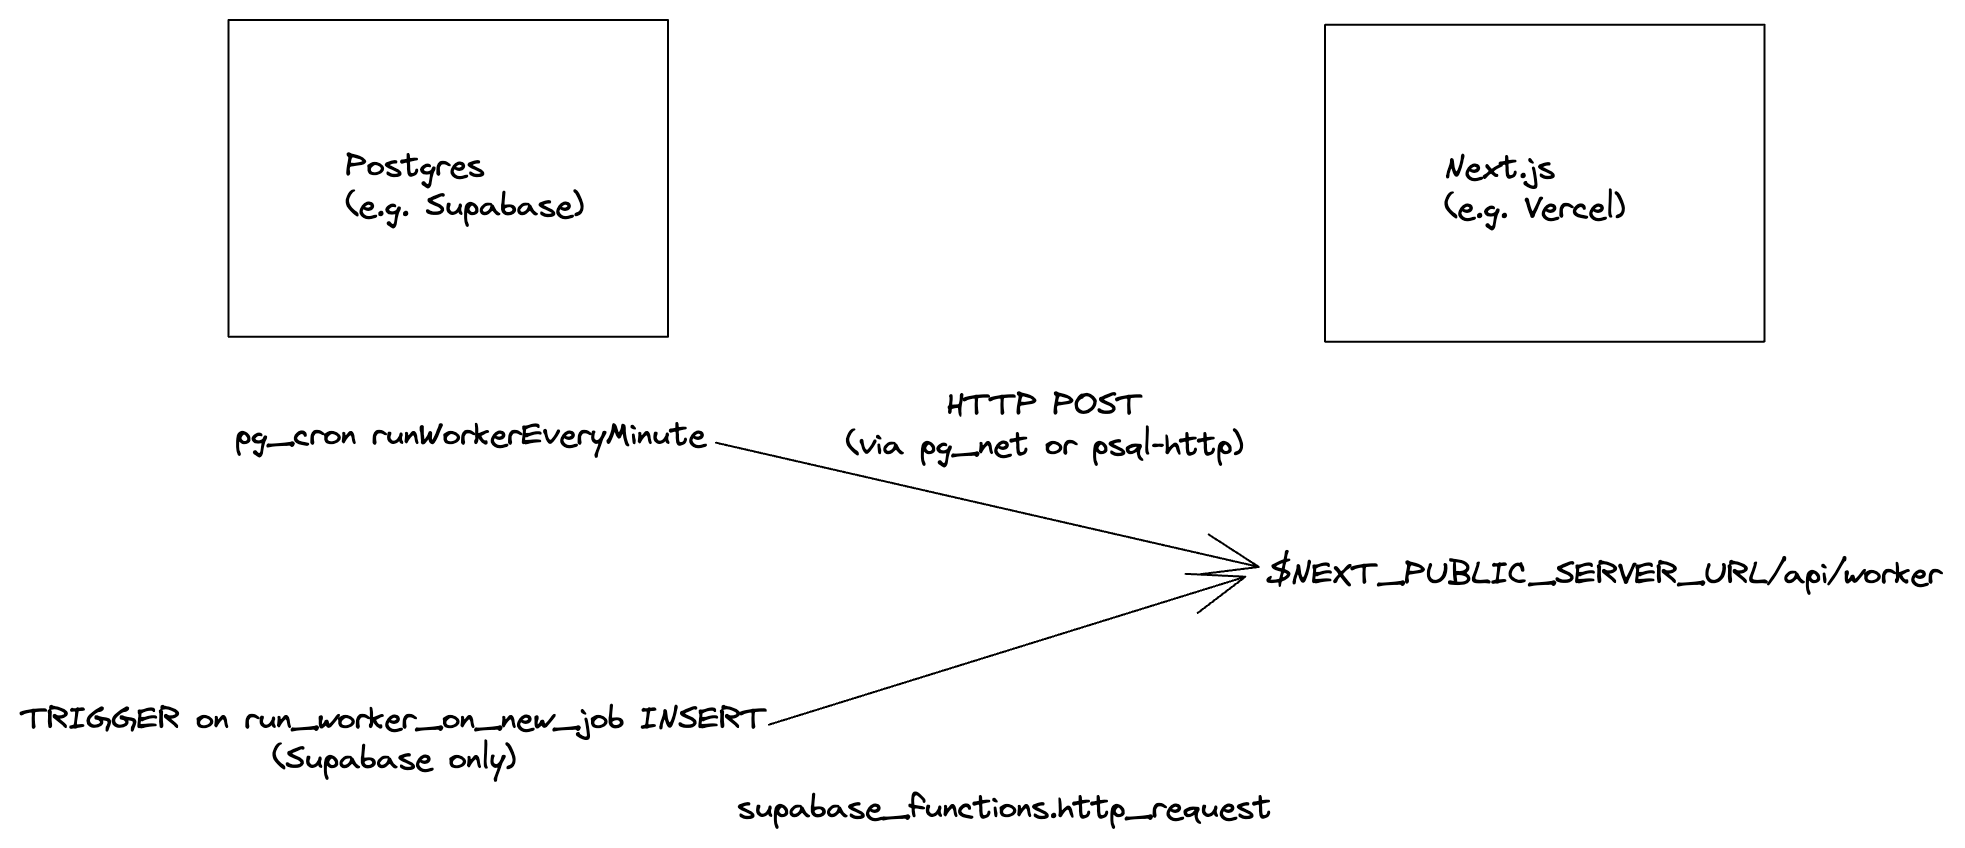 Postgres
(e.g. Supabase)
Next.js
(e.g. Vercel)
HTTP POST
(via pg_net or psql-http)
pg_cron runWorkerEveryMinute
$NEXT_PUBLIC_SERVER_URL/api/worker
TRIGGER on run_worker_on_new_job INSERT
(Supabase only)
supabase_functions.http_request